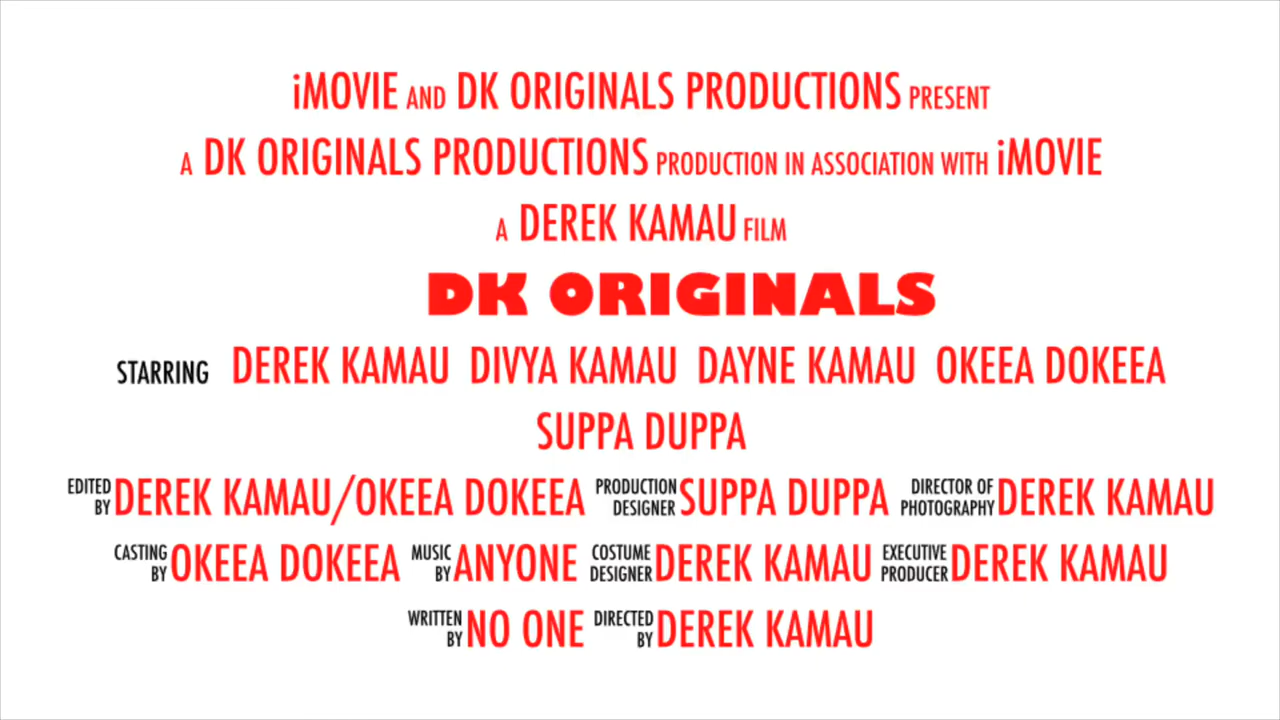 iMOVIE AND DK ORIGINALS PRODUCTIONS PRESENT
A DK ORIGINALS PRODUCTIONS PRODUCTION IN ASSOCIATION WITH iMOVIE
A DEREK KAMAU FILM
DK ORIGINALS
STARRING DEREK KAMAU DIVYA KAMAU DAYNE KAMAU OKEEA DOKEEA
SUPPA DUPPA
EDITED BY DEREK KAMAU/OKEEA DOKEEA PRODUCTION DESIGNER SUPPA DUPPA DIRECTOR OF PHOTOGRAPHY DEREK KAMAU
CASTING BY OKEEA DOKEEA MUSIC BY ANYONE COSTUME DESIGNER DEREK KAMAU EXECUTIVE PRODUCER DEREK KAMAU
WRITTEN BY NO ONE DIRECTED BY DEREK KAMAU